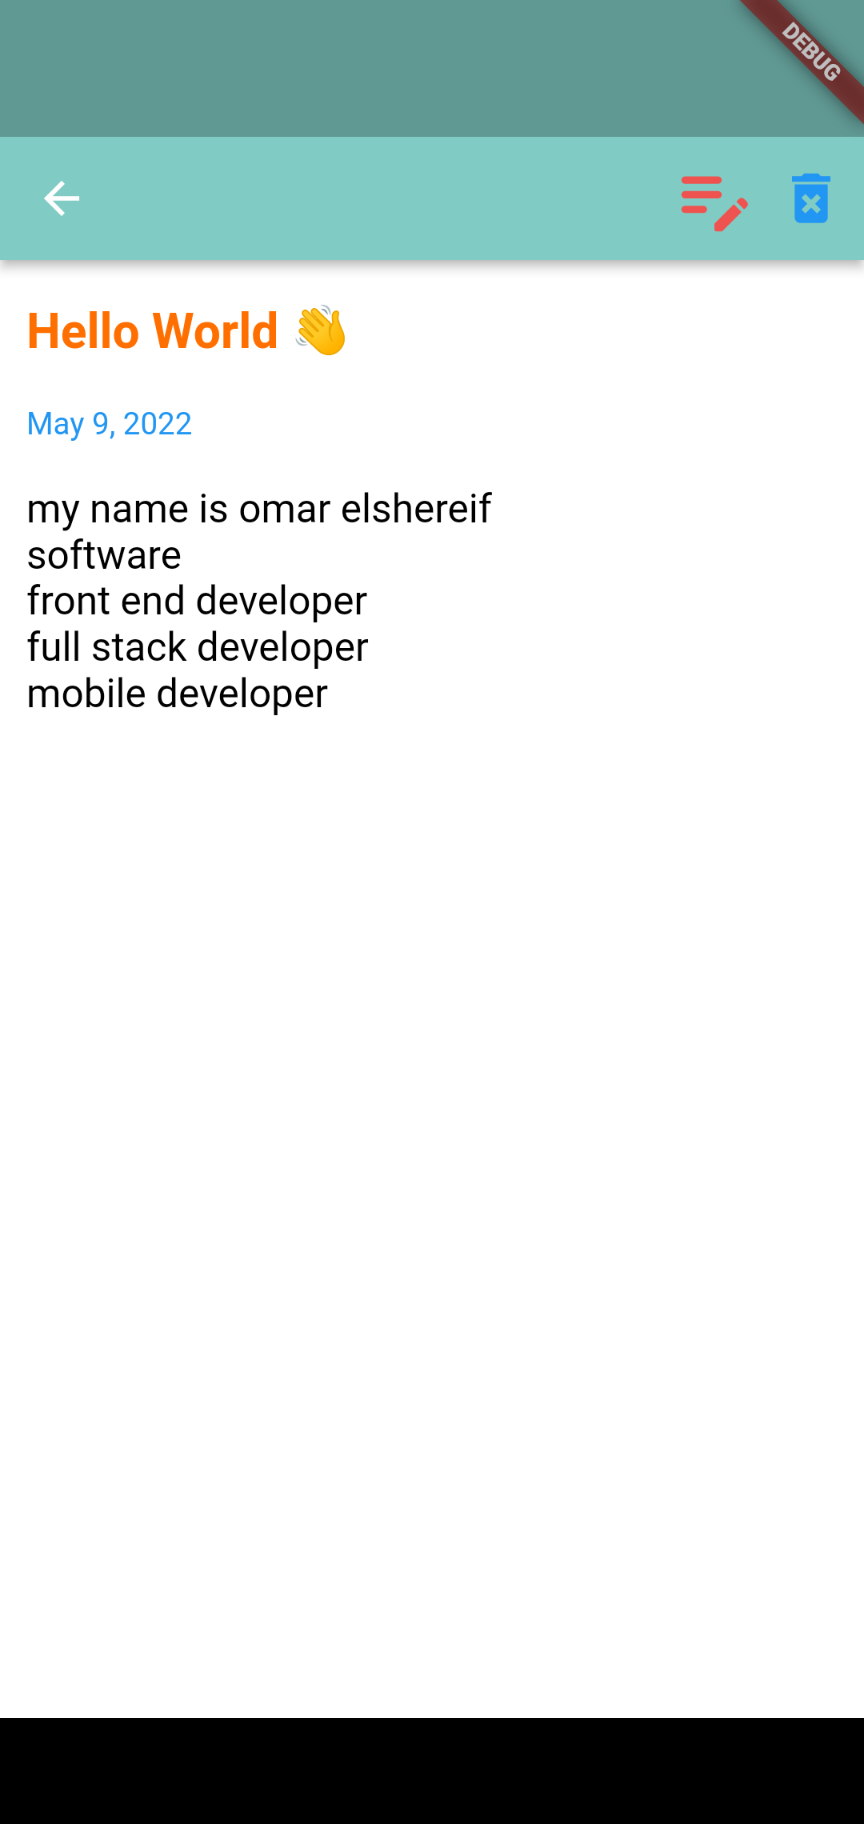 DEBUG
Hello World 👋
May 9, 2022
my name is omar elshereif
software
front end developer
full stack developer
mobile developer